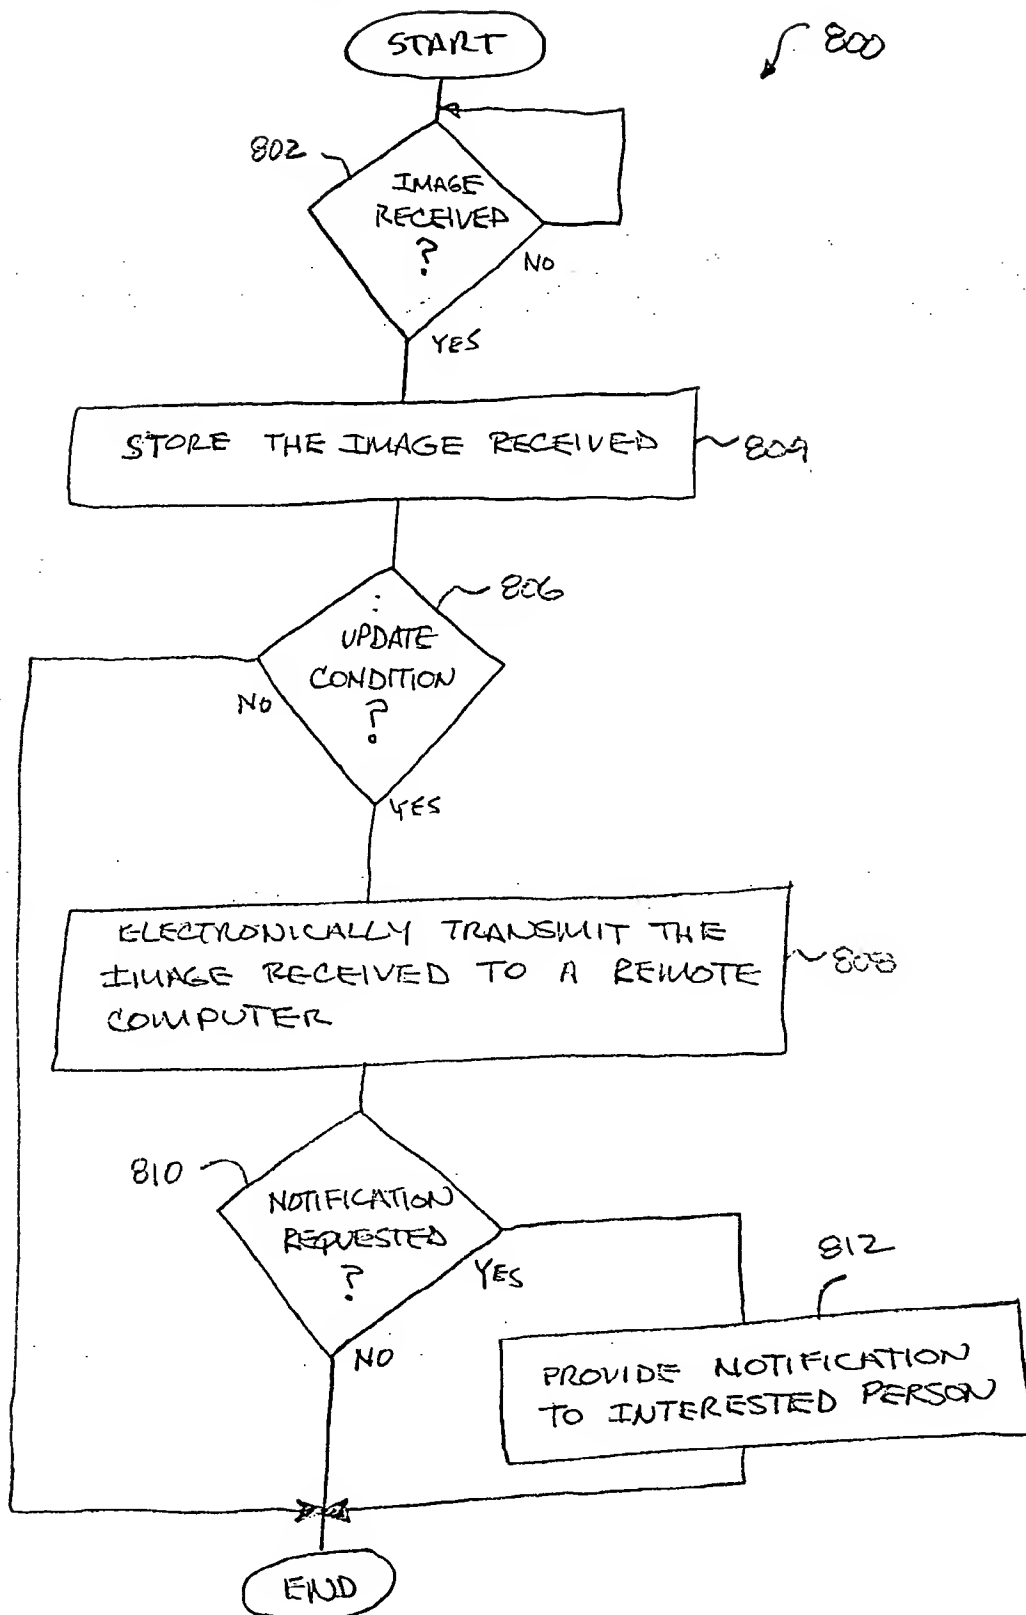 START
800
802
IMAGE
RECEIVED
?
NO
YES
STORE THE IMAGE RECEIVED
804
806
UPDATE
CONDITION
?
NO
YES
ELECTRONICALLY TRANSMIT THE
IMAGE RECEIVED TO A REMOTE
COMPUTER
808
810
NOTIFICATION
REQUESTED
?
YES
NO
812
PROVIDE NOTIFICATION
TO INTERESTED PERSON
END